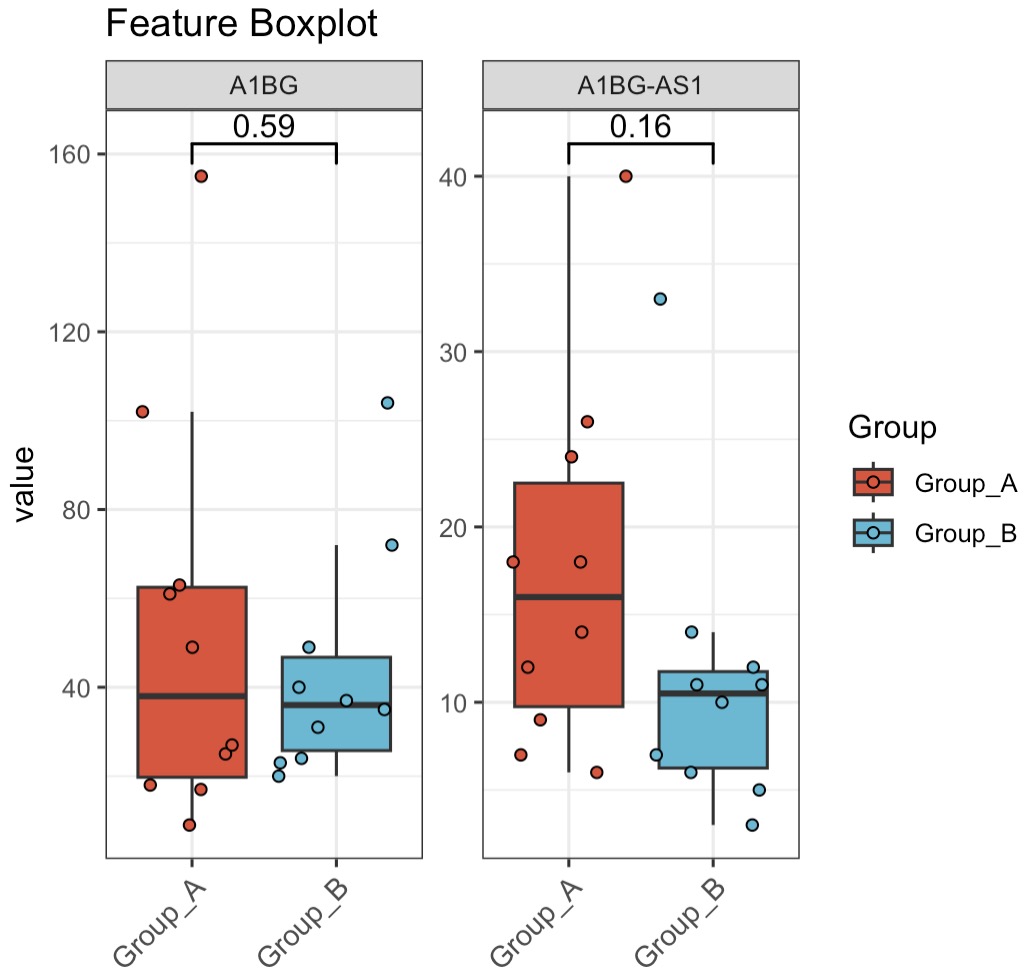 Feature Boxplot
A1BG
A1BG-AS1
0.59
0.16
160
120
80
40
40
30
20
10
value
Group_A
Group_B
Group_A
Group_B
Group
Group_A
Group_B